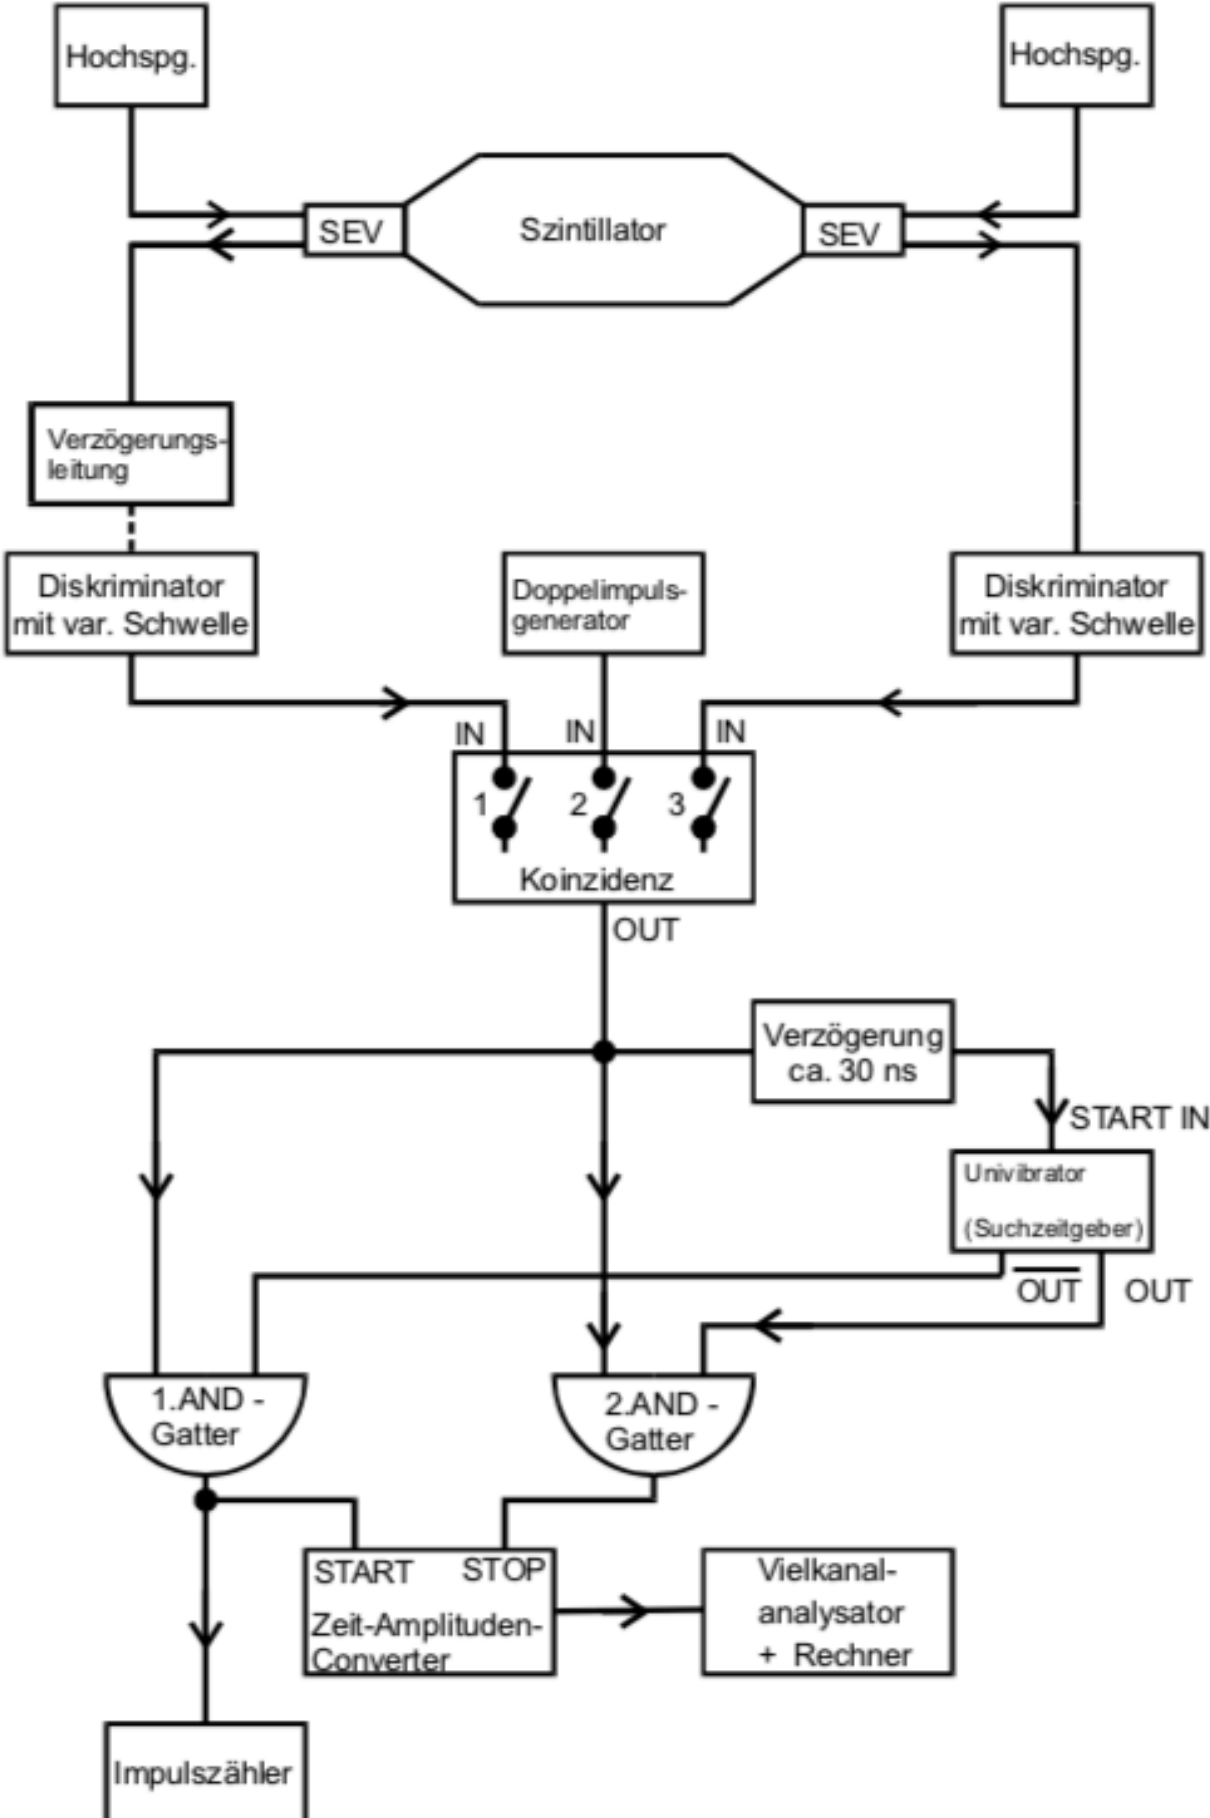 Hochspg.
Hochspg.
SEV
Szintillator
SEV
Verzögerungs-
leitung
Diskriminator
mit var. Schwelle
Doppelimpuls-
generator
Diskriminator
mit var. Schwelle
IN
IN
IN
1
2
3
Koinzidenz
OUT
Verzögerung
ca. 30 ns
START IN
Univibrator
(Suchzeitgeber)
OUT
OUT
1.AND -
Gatter
2.AND -
Gatter
START
STOP
Zeit-Amplituden-
Converter
Vielkanal-
analysator
+ Rechner
Impulszähler